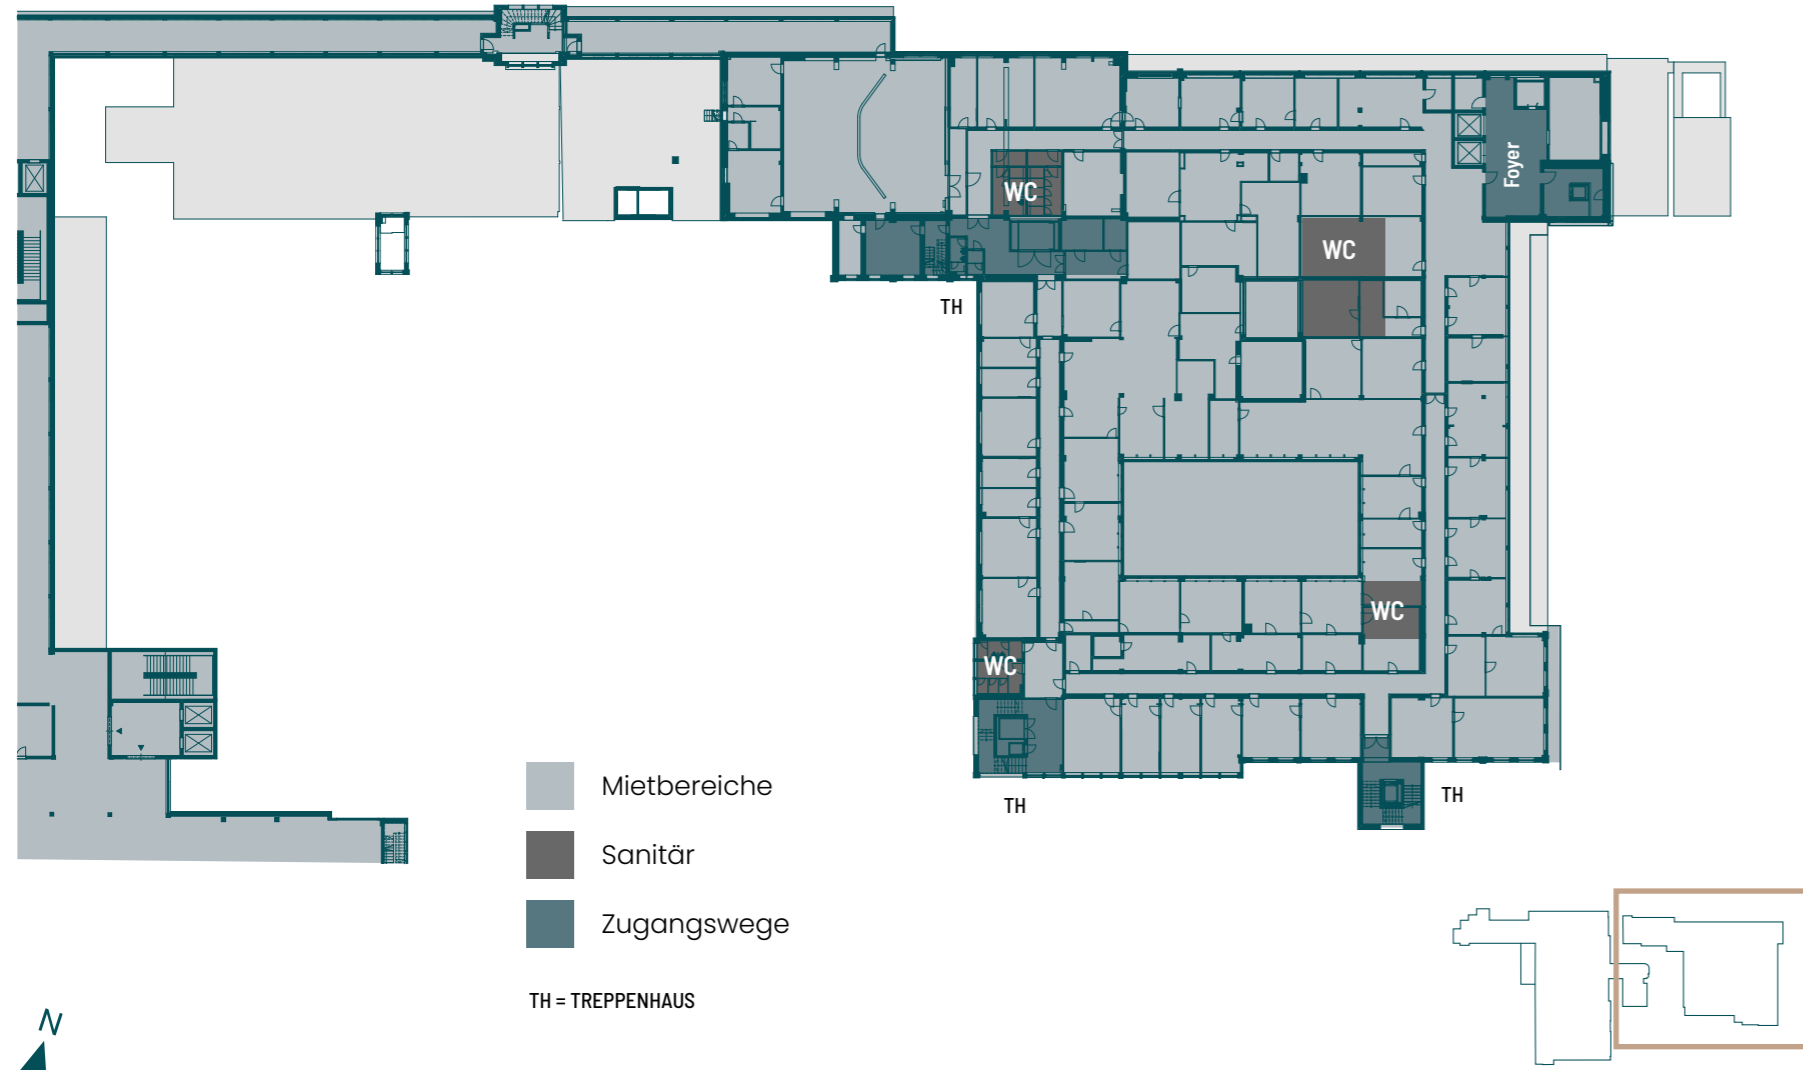 WC
Foyer
WC
TH
WC
WC
TH
TH
Mietbereiche
Sanitär
Zugangswege
TH = TREPPENHAUS
N